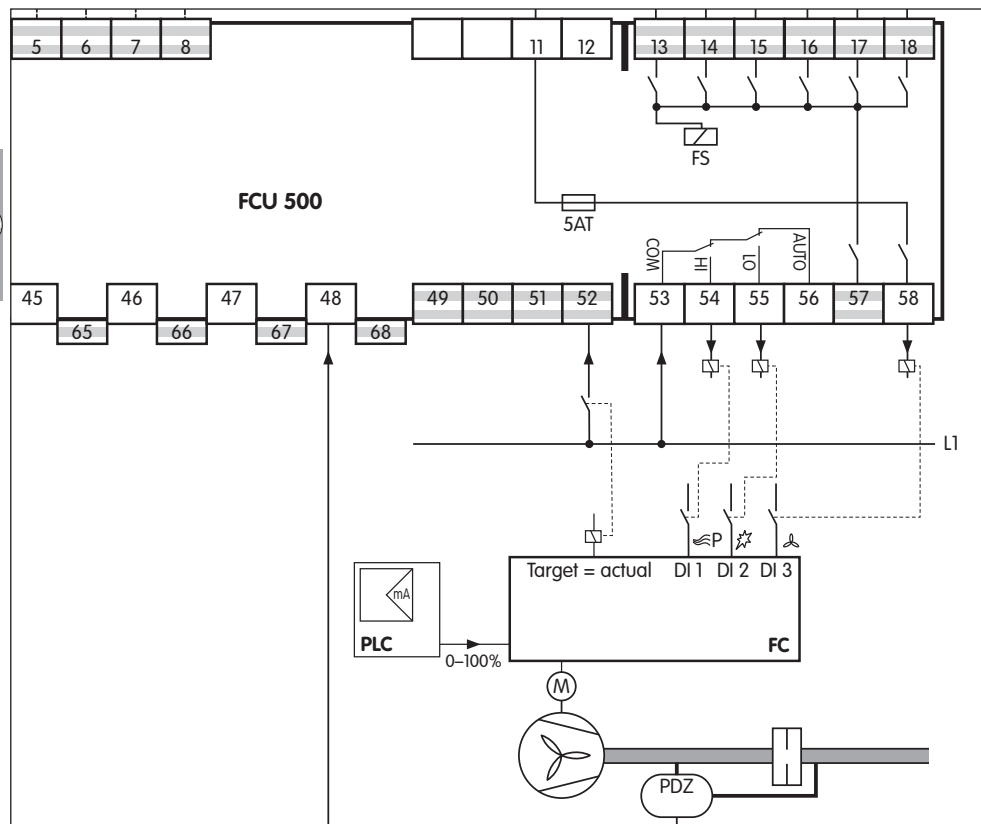 5 6 7 8 11 12 13 14 15 16 17 18
FS
FCU 500
5AT
COM HI LO AUTO
45 46 47 48 49 50 51 52 53 54 55 56 57 58
65 66 67 68
L1
P
Target = actual DI 1 DI 2 DI 3
mA
PLC FC
0–100%
M
PDZ